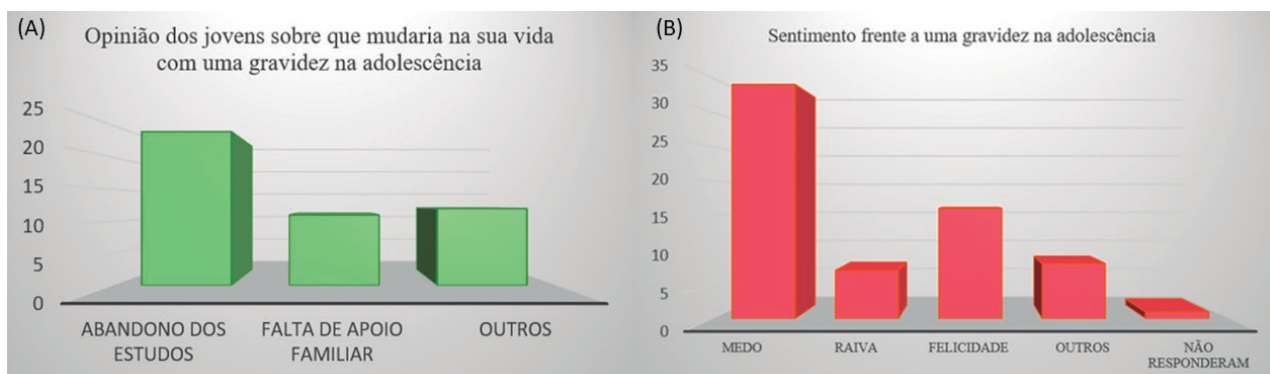 (A)
Opinião dos jovens sobre que mudaria na sua vida
com uma gravidez na adolescência
25
20
15
10
5
0
ABANDONO DOS
ESTUDOS
FALTA DE APOIO
FAMILIAR
OUTROS
(B)
Sentimento frente a uma gravidez na adolescência
35
30
25
20
15
10
5
0
MEDO
RAIVA
FELICIDADE
OUTROS
NÃO
RESPONDERAM